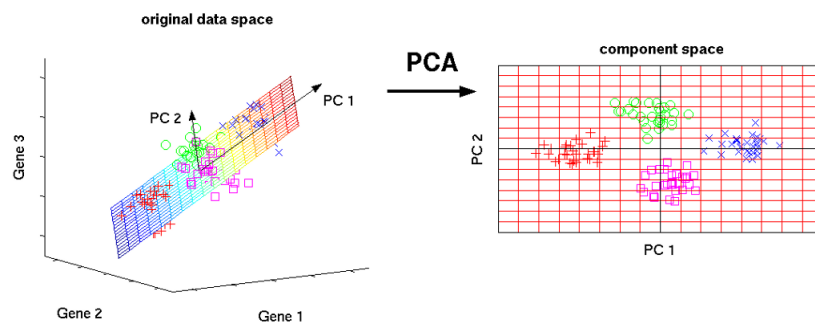 original data space
PCA
component space
PC 1
PC 2
Gene 3
Gene 2
Gene 1
PC 2
PC 1